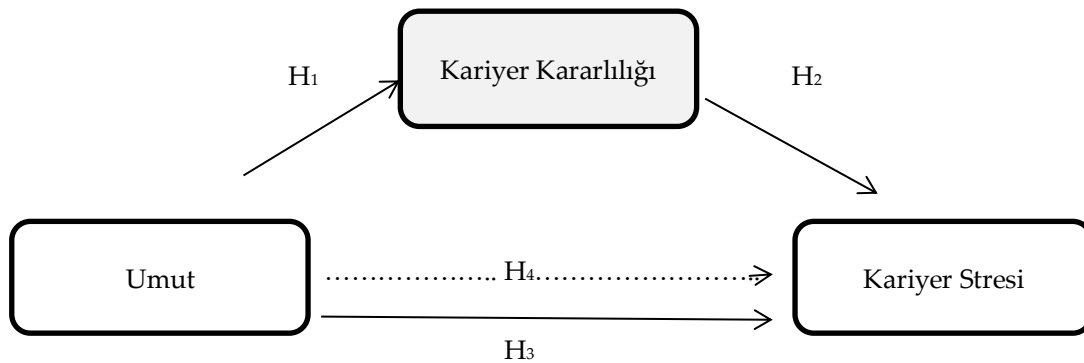 Kariyer Kararlılığı
H1
H2
Umut
……………….. H4…………………..
Kariyer Stresi
H3